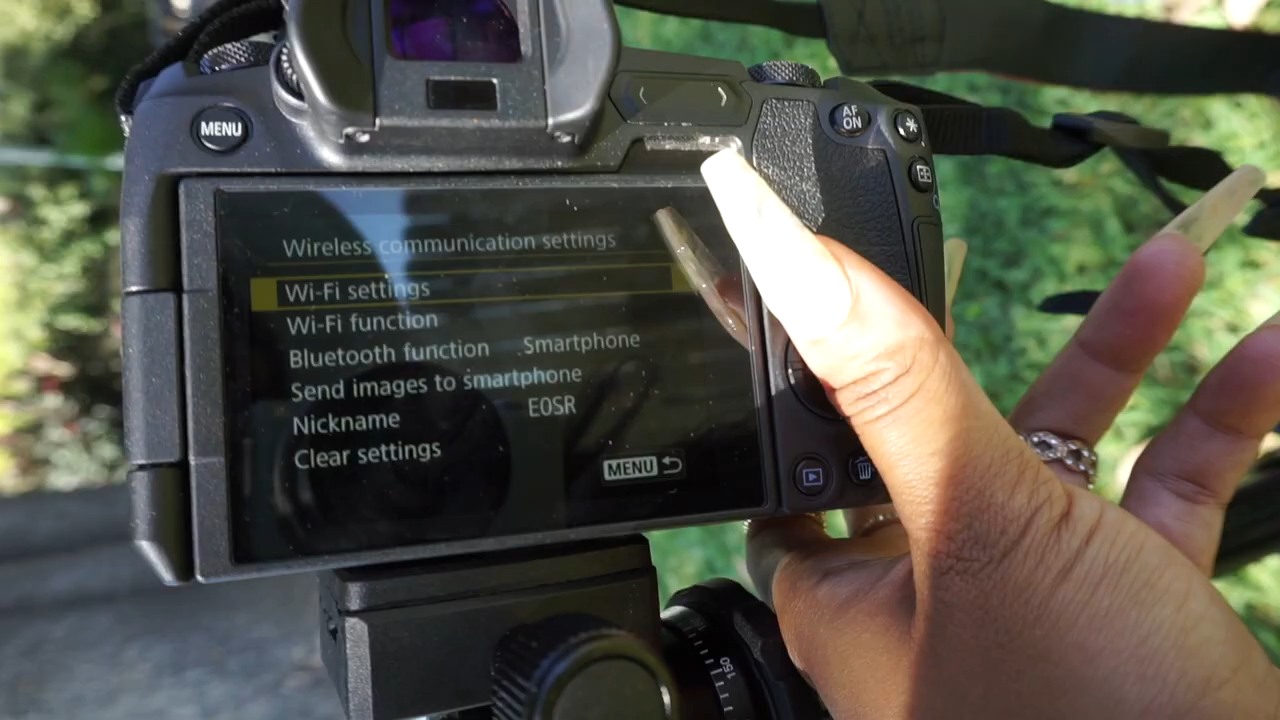 MENU
AF
ON
Wireless communication settings
Wi-Fi settings
Wi-Fi function
Bluetooth function Smartphone
Send images to smartphone
Nickname E0SR
Clear settings
MENU
150